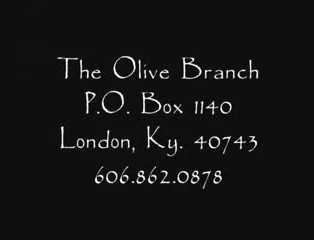 The Olive Branch
P.O. Box 1140
London, Ky. 40743
606.862.0878